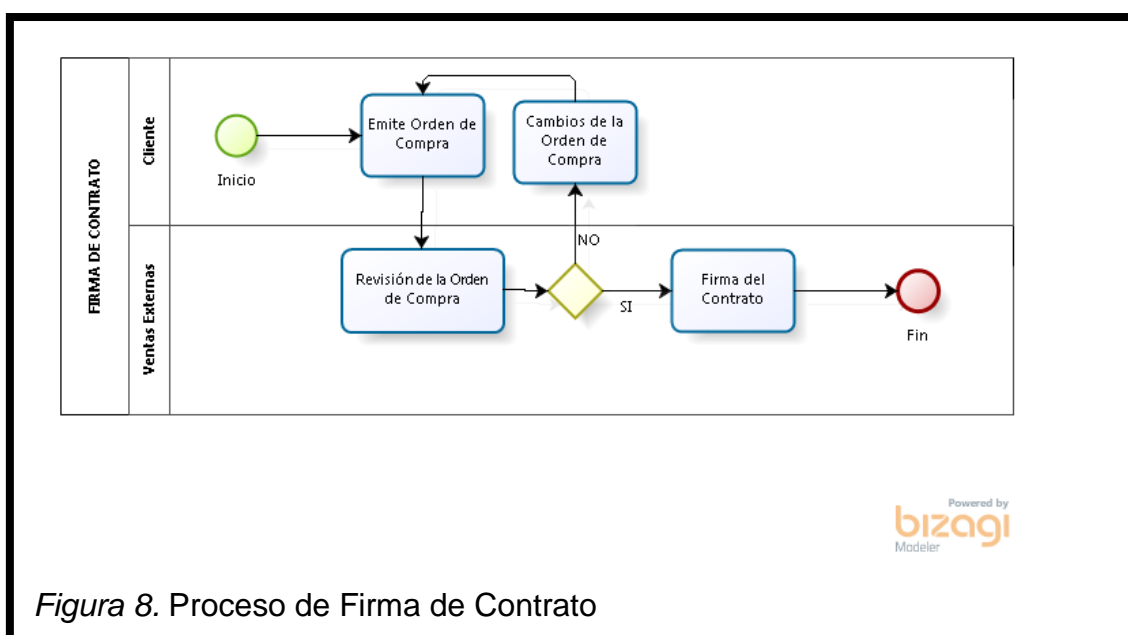 FIRMA DE CONTRATO
Cliente
Inicio
Emite Orden de
Compra
Cambios de la
Orden de
Compra
Ventas Externas
Revisión de la Orden
de Compra
NO
SI
Firma del
Contrato
Fin
Powered by
bizagi
Modeler
Figura 8. Proceso de Firma de Contrato